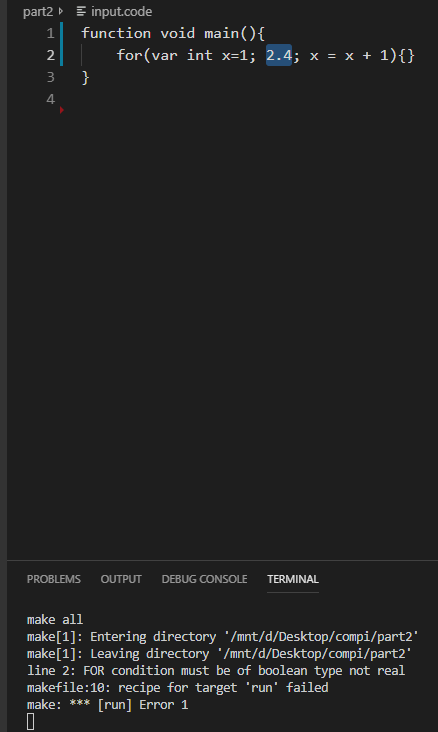 part2 input.code
1 function void main(){
2 for(var int x=1; 2.4; x = x + 1){}
3 }
4
PROBLEMS OUTPUT DEBUG CONSOLE TERMINAL
make all
make[1]: Entering directory '/mnt/d/Desktop/compi/part2'
make[1]: Leaving directory '/mnt/d/Desktop/compi/part2'
line 2: FOR condition must be of boolean type not real
makefile:10: recipe for target 'run' failed
make: *** [run] Error 1